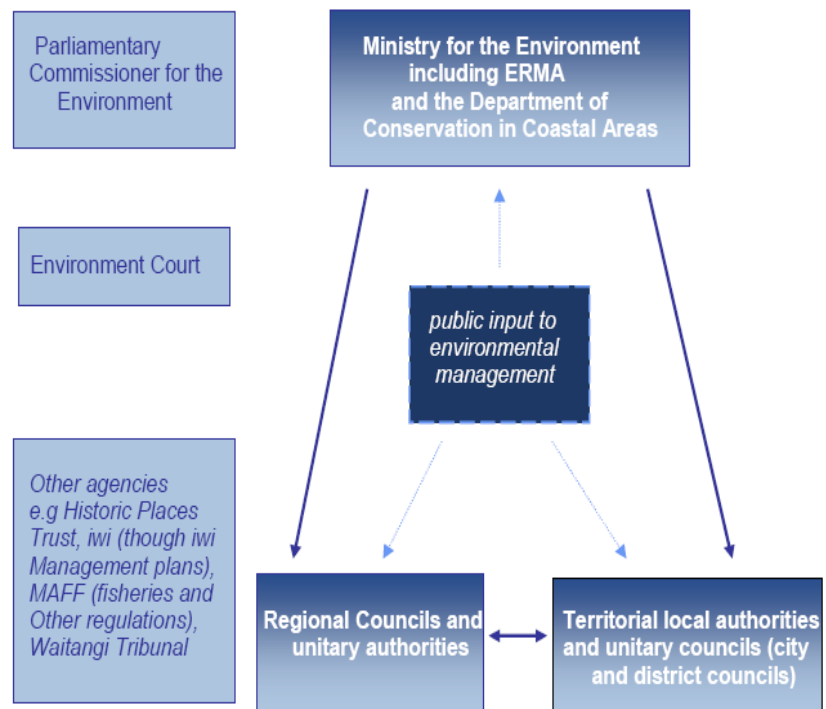 Parliamentary
Commissioner for the
Environment
Ministry for the Environment
including ERMA
and the Department of
Conservation in Coastal Areas
Environment Court
public input to
environmental
management
Other agencies
e.g Historic Places
Trust, iwi (though iwi
Management plans),
MAFF (fisheries and
Other regulations),
Waitangi Tribunal
Regional Councils and
unitary authorities
Territorial local authorities
and unitary councils (city
and district councils)